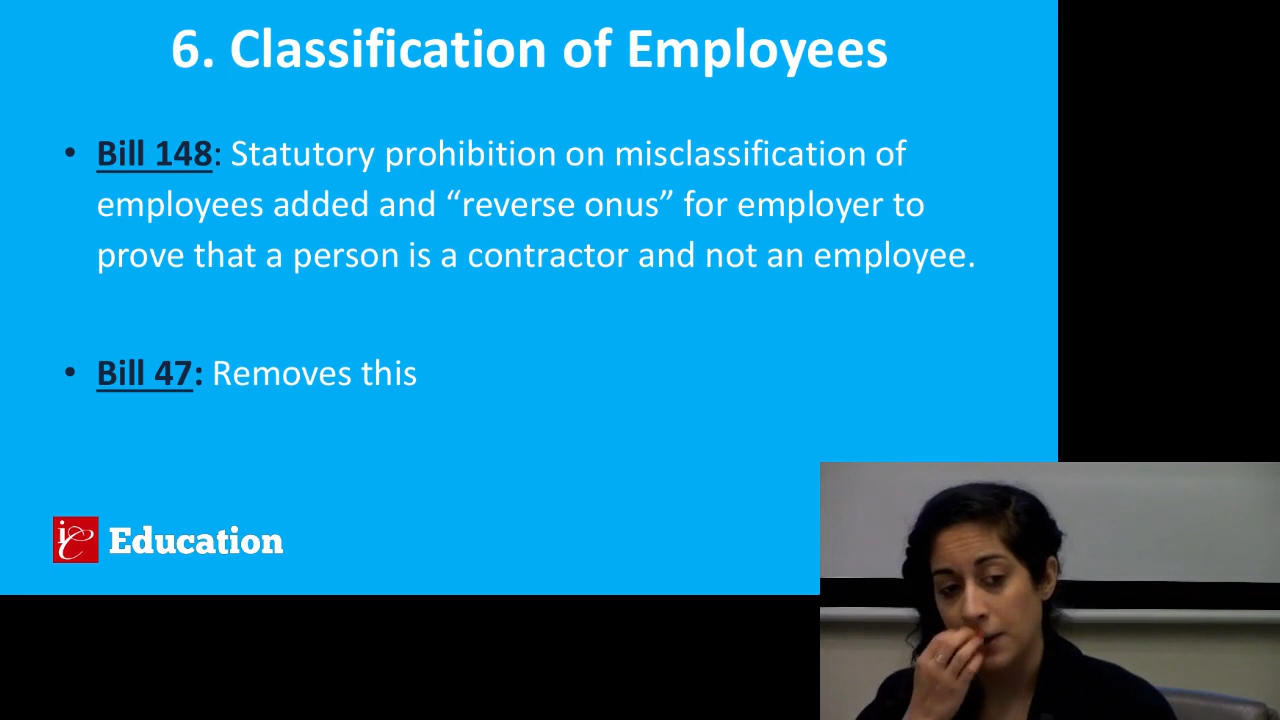 6. Classification of Employees
• Bill 148: Statutory prohibition on misclassification of
employees added and “reverse onus” for employer to
prove that a person is a contractor and not an employee.
• Bill 47: Removes this
ic Education